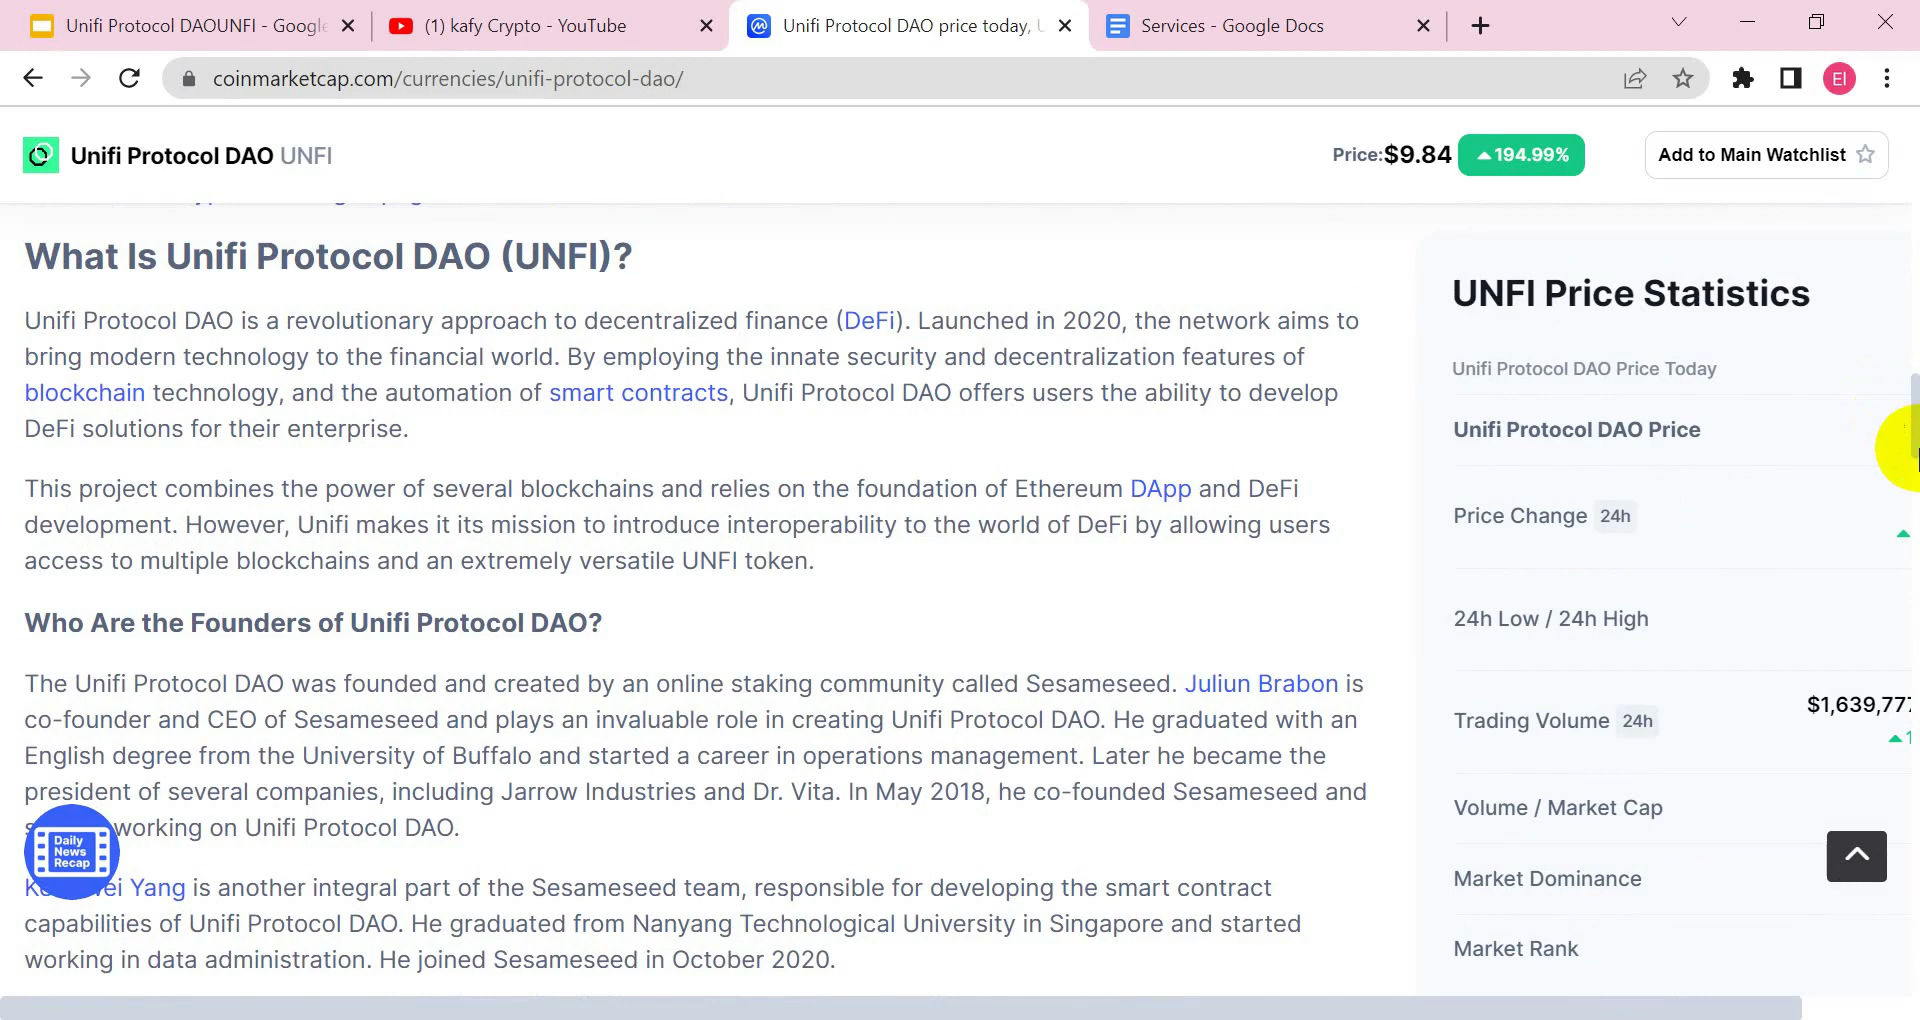 Unifi Protocol DAOUNFI - Google
(1) kafy Crypto - YouTube
Unifi Protocol DAO price today, U
Services - Google Docs
coinmarketcap.com/currencies/unifi-protocol-dao/
EI
Unifi Protocol DAO UNFI
Price:$9.84
194.99%
Add to Main Watchlist
What Is Unifi Protocol DAO (UNFI)?
Unifi Protocol DAO is a revolutionary approach to decentralized finance (DeFi). Launched in 2020, the network aims to
bring modern technology to the financial world. By employing the innate security and decentralization features of
blockchain technology, and the automation of smart contracts, Unifi Protocol DAO offers users the ability to develop
DeFi solutions for their enterprise.
This project combines the power of several blockchains and relies on the foundation of Ethereum DApp and DeFi
development. However, Unifi makes it its mission to introduce interoperability to the world of DeFi by allowing users
access to multiple blockchains and an extremely versatile UNFI token.
Who Are the Founders of Unifi Protocol DAO?
The Unifi Protocol DAO was founded and created by an online staking community called Sesameseed. Juliun Brabon is
co-founder and CEO of Sesameseed and plays an invaluable role in creating Unifi Protocol DAO. He graduated with an
English degree from the University of Buffalo and started a career in operations management. Later he became the
president of several companies, including Jarrow Industries and Dr. Vita. In May 2018, he co-founded Sesameseed and
working on Unifi Protocol DAO.
Yang is another integral part of the Sesameseed team, responsible for developing the smart contract
capabilities of Unifi Protocol DAO. He graduated from Nanyang Technological University in Singapore and started
working in data administration. He joined Sesameseed in October 2020.
Daily
News
Recap
UNFI Price Statistics
Unifi Protocol DAO Price Today
Unifi Protocol DAO Price
Price Change 24h
24h Low / 24h High
Trading Volume 24h
$1,639,777
1
Volume / Market Cap
Market Dominance
Market Rank